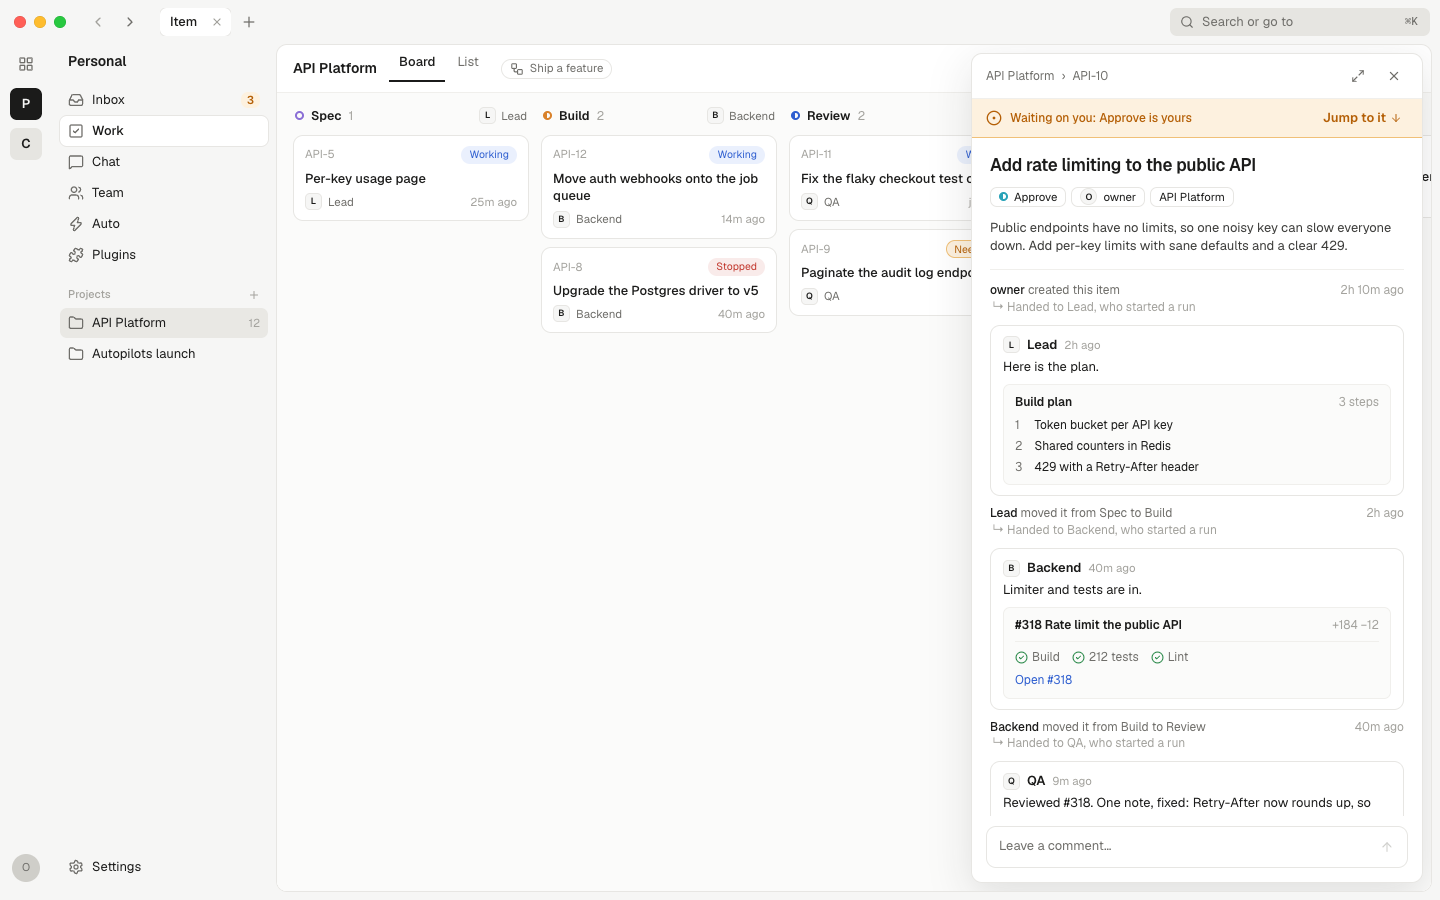 Item
Search or go to
⌘K
P
C
Personal
Inbox 3
Work
Chat
Team
Auto
Plugins
Projects
API Platform 12
Autopilots launch
O
Settings
API Platform
Board
List
Ship a feature
Spec 1
L Lead
API-5 Working
Per-key usage page
L Lead 25m ago
Build 2
B Backend
API-12 Working
Move auth webhooks onto the job
queue
B Backend 14m ago
API-8 Stopped
Upgrade the Postgres driver to v5
B Backend 40m ago
Review 2
API-11
Fix the flaky checkout test
Q QA
API-9
Paginate the audit log
Q QA
API Platform › API-10
Waiting on you: Approve is yours
Jump to it ↓
Add rate limiting to the public API
Approve
O owner
API Platform
Public endpoints have no limits, so one noisy key can slow everyone
down. Add per-key limits with sane defaults and a clear 429.
owner created this item 2h 10m ago
Handed to Lead, who started a run
L Lead 2h ago
Here is the plan.
Build plan 3 steps
1 Token bucket per API key
2 Shared counters in Redis
3 429 with a Retry-After header
Lead moved it from Spec to Build 2h ago
Handed to Backend, who started a run
B Backend 40m ago
Limiter and tests are in.
#318 Rate limit the public API +184 −12
Build 212 tests Lint
Open #318
Backend moved it from Build to Review 40m ago
Handed to QA, who started a run
Q QA 9m ago
Reviewed #318. One note, fixed: Retry-After now rounds up, so
Leave a comment…